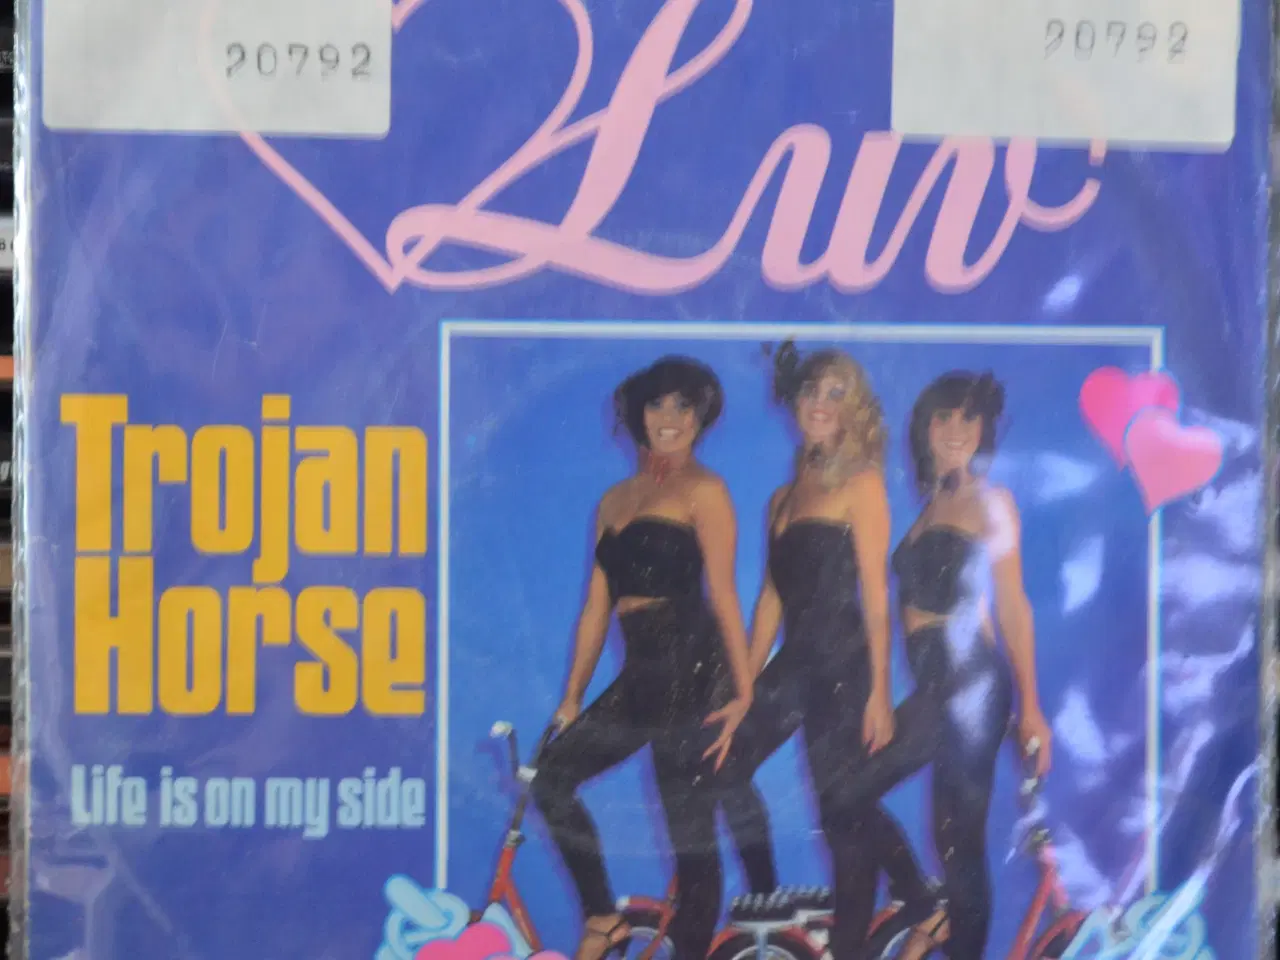 20792
20792
Luv'
Trojan
Horse
Life is on my side